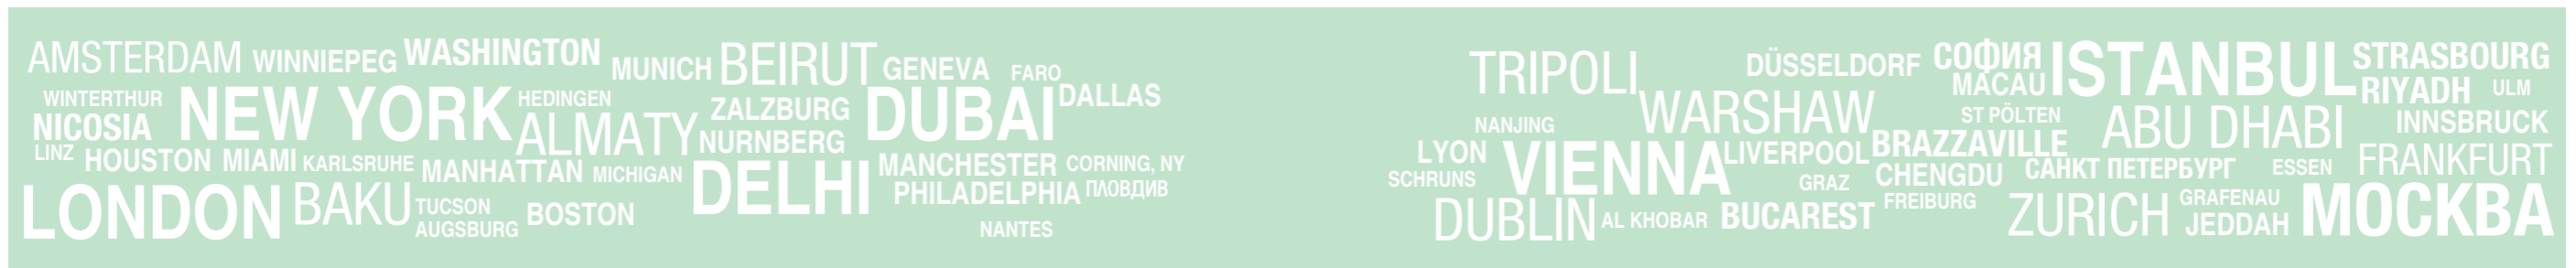 AMSTERDAM WINNIEPEG WASHINGTON MUNICH BEIRUT GENEVA FARO
WINTERTHUR NEW YORK HEDINGEN ZALZBURG DUBAI DALLAS
NICOSIA ALMATY NURNBERG
LINZ HOUSTON MIAMI KARLSRUHE MANHATTAN MICHIGAN DELHI MANCHESTER CORNING, NY
LONDON BAKU TUCSON BOSTON PHILADELPHIA ПЛОВДИВ
AUGSBURG NANTES
TRIPOLI DÜSSELDORF СОФИЯ ISTANBUL STRASBOURG
MACAU RIYADH ULM
NANJING WARSHAW ST PÖLTEN ABU DHABI INNSBRUCK
LYON VIENNA LIVERPOOL BRAZZAVILLE САНКТ ПЕТЕРБУРГ ESSEN FRANKFURT
SCHRUNS GRAZ CHENGDU
DUBLIN AL KHOBAR BUCAREST FREIBURG ZURICH GRAFENAU МОСКВА
JEDDAH